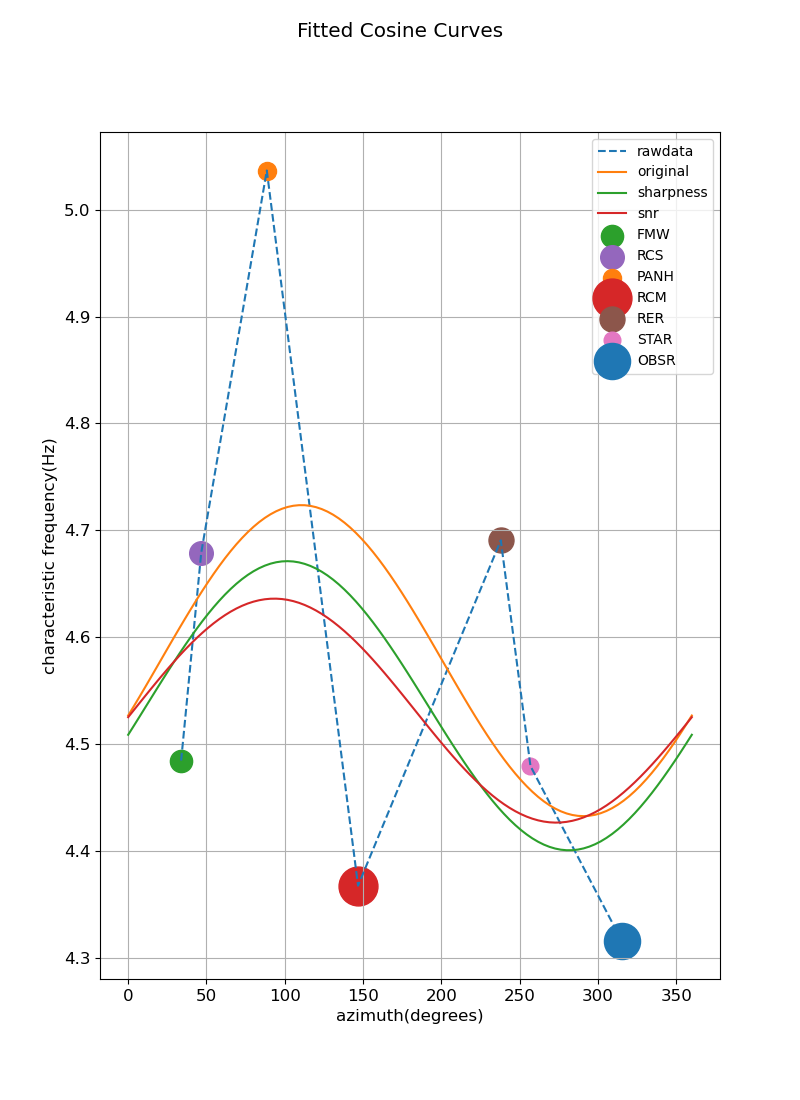 Fitted Cosine Curves
rawdata
original
sharpness
snr
FMW
RCS
PANH
RCM
RER
STAR
OBSR
5.0
4.9
4.8
4.7
4.6
4.5
4.4
4.3
characteristic frequency(Hz)
0 50 100 150 200 250 300 350
azimuth(degrees)